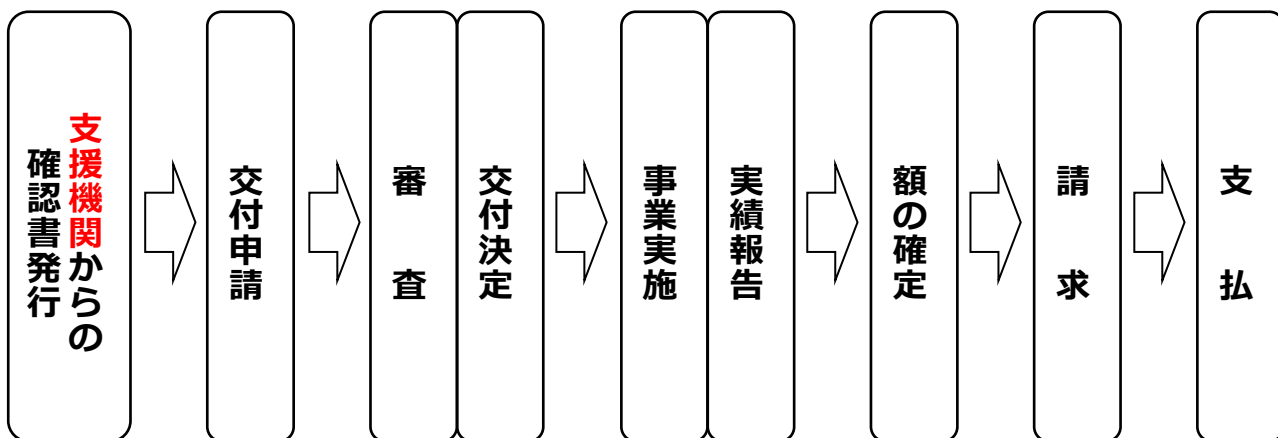 支援機関からの
確認書発行
交付申請
審査
交付決定
事業実施
実績報告
額の確定
請求
支払